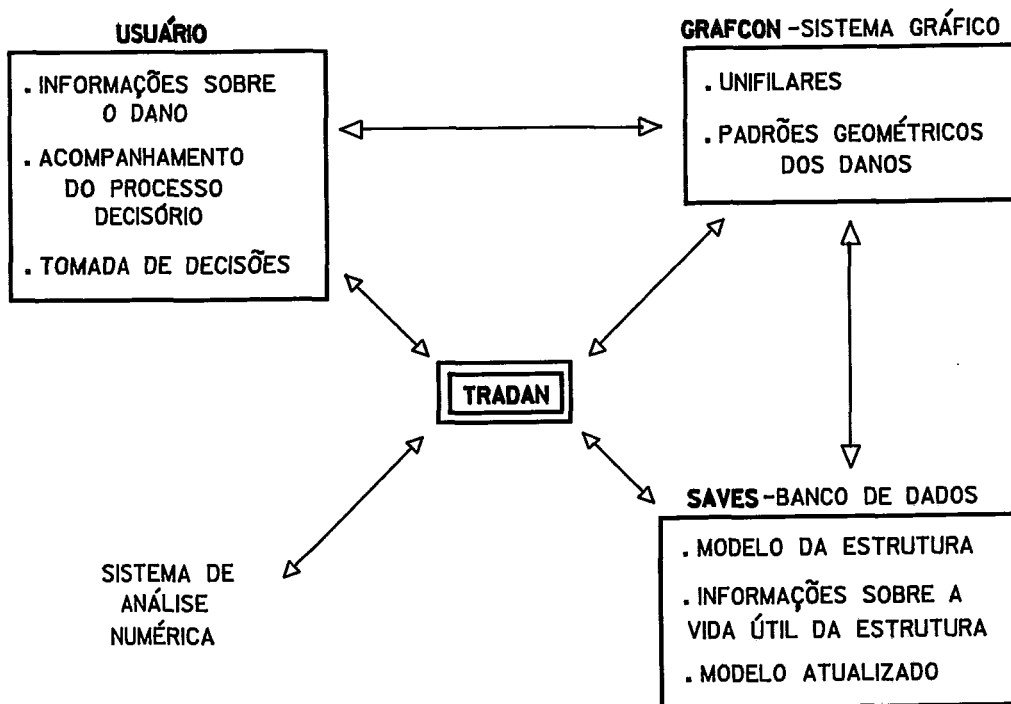 USUÁRIO
. INFORMAÇÕES SOBRE
O DANO
. ACOMPANHAMENTO
DO PROCESSO
DECISÓRIO
. TOMADA DE DECISÕES
GRAFCON -SISTEMA GRÁFICO
. UNIFILARES
. PADRÕES GEOMÉTRICOS
DOS DANOS
TRADAN
SISTEMA DE
ANÁLISE
NUMÉRICA
SAVES -BANCO DE DADOS
. MODELO DA ESTRUTURA
. INFORMAÇÕES SOBRE A
VIDA ÚTIL DA ESTRUTURA
. MODELO ATUALIZADO